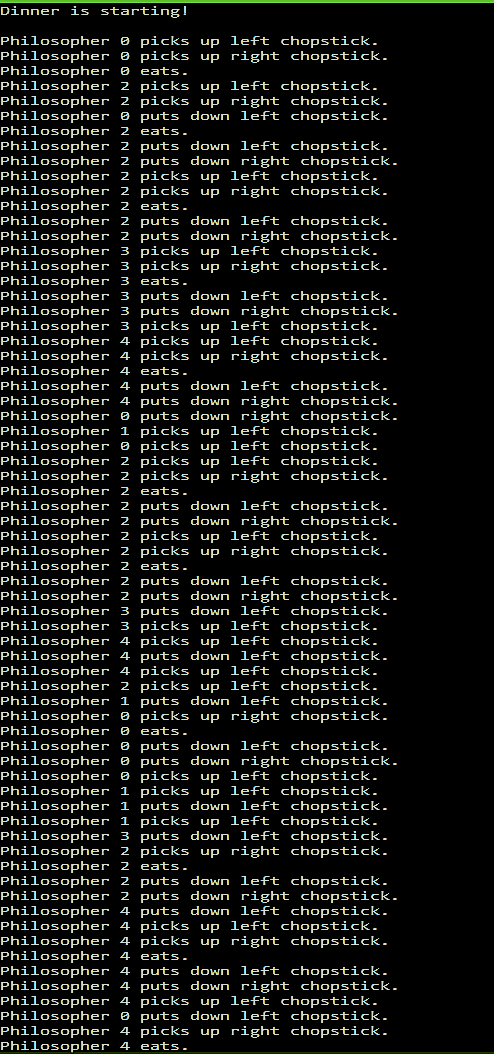 Dinner is starting!
Philosopher 0 picks up left chopstick.
Philosopher 0 picks up right chopstick.
Philosopher 0 eats.
Philosopher 2 picks up left chopstick.
Philosopher 2 picks up right chopstick.
Philosopher 0 puts down left chopstick.
Philosopher 2 eats.
Philosopher 2 puts down left chopstick.
Philosopher 2 puts down right chopstick.
Philosopher 2 picks up left chopstick.
Philosopher 2 picks up right chopstick.
Philosopher 2 eats.
Philosopher 2 puts down left chopstick.
Philosopher 2 puts down right chopstick.
Philosopher 3 picks up left chopstick.
Philosopher 3 picks up right chopstick.
Philosopher 3 eats.
Philosopher 3 puts down left chopstick.
Philosopher 3 puts down right chopstick.
Philosopher 3 picks up left chopstick.
Philosopher 4 picks up left chopstick.
Philosopher 4 picks up right chopstick.
Philosopher 4 eats.
Philosopher 4 puts down left chopstick.
Philosopher 4 puts down right chopstick.
Philosopher 0 puts down right chopstick.
Philosopher 1 picks up left chopstick.
Philosopher 0 picks up left chopstick.
Philosopher 2 picks up left chopstick.
Philosopher 2 picks up right chopstick.
Philosopher 2 eats.
Philosopher 2 puts down left chopstick.
Philosopher 2 puts down right chopstick.
Philosopher 2 picks up left chopstick.
Philosopher 2 picks up right chopstick.
Philosopher 2 eats.
Philosopher 2 puts down left chopstick.
Philosopher 2 puts down right chopstick.
Philosopher 3 puts down left chopstick.
Philosopher 3 picks up left chopstick.
Philosopher 4 picks up left chopstick.
Philosopher 4 puts down left chopstick.
Philosopher 4 picks up left chopstick.
Philosopher 2 picks up left chopstick.
Philosopher 1 puts down left chopstick.
Philosopher 0 picks up right chopstick.
Philosopher 0 eats.
Philosopher 0 puts down left chopstick.
Philosopher 0 puts down right chopstick.
Philosopher 0 picks up left chopstick.
Philosopher 1 picks up left chopstick.
Philosopher 1 puts down left chopstick.
Philosopher 1 picks up left chopstick.
Philosopher 3 puts down left chopstick.
Philosopher 2 picks up right chopstick.
Philosopher 2 eats.
Philosopher 2 puts down left chopstick.
Philosopher 2 puts down right chopstick.
Philosopher 4 puts down left chopstick.
Philosopher 4 picks up left chopstick.
Philosopher 4 picks up right chopstick.
Philosopher 4 eats.
Philosopher 4 puts down left chopstick.
Philosopher 4 puts down right chopstick.
Philosopher 4 picks up left chopstick.
Philosopher 0 puts down left chopstick.
Philosopher 4 picks up right chopstick.
Philosopher 4 eats.